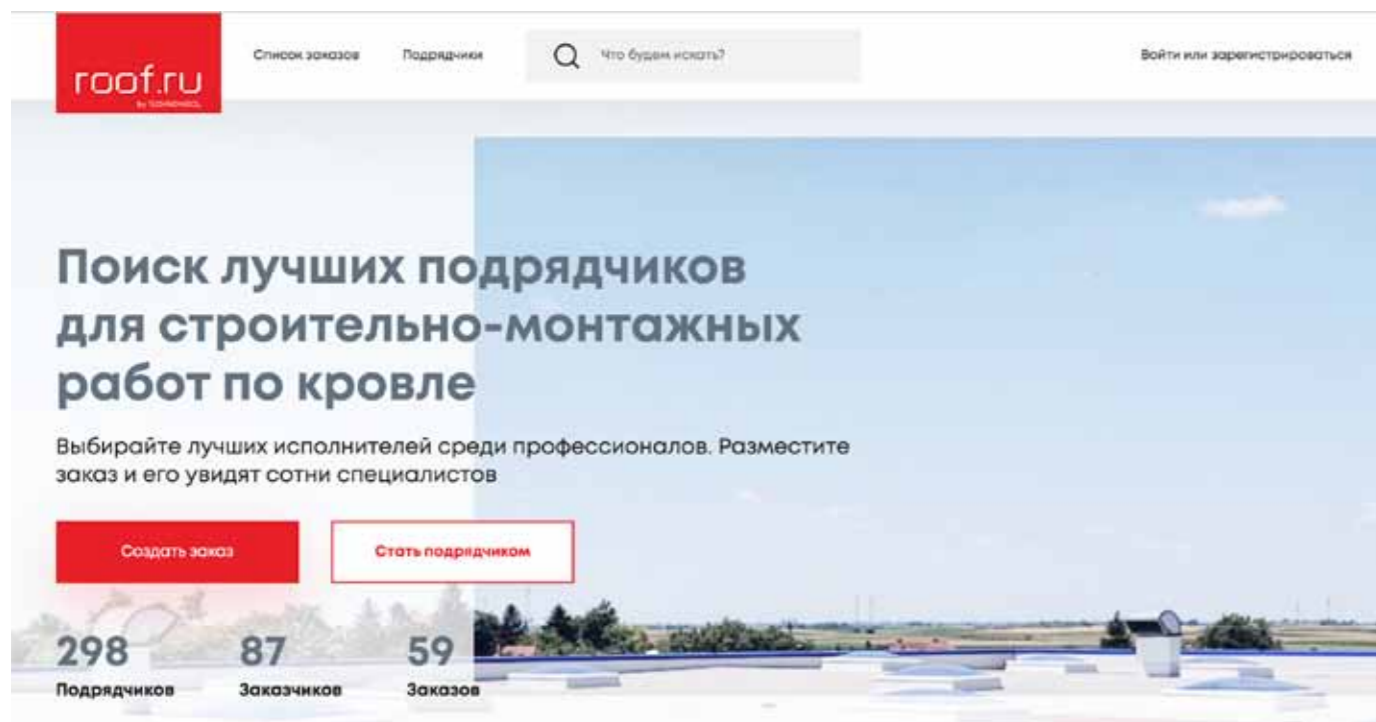 roof.ru
Список заказов
Подрядчики
Что будем искать?
Войти или зарегистрироваться
Поиск лучших подрядчиков
для строительно-монтажных
работ по кровле
Выбирайте лучших исполнителей среди профессионалов. Разместите
заказ и его увидят сотни специалистов
Создать заказ
Стать подрядчиком
298
87
59
Подрядчиков
Заказчиков
Заказов